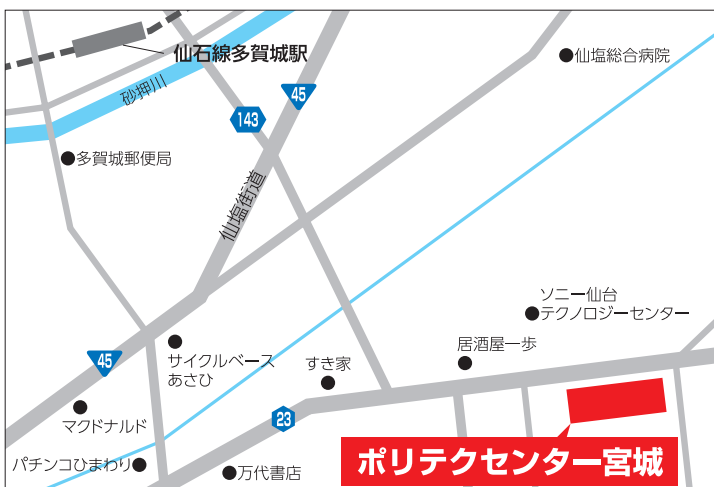 仙石線多賀城駅
仙塩総合病院
砂押川
45
143
多賀城郵便局
仙塩街道
ソニー仙台
テクノロジーセンター
居酒屋一歩
45
サイクルベース
あさひ
すき家
マクドナルド
23
ポリテクセンター宮城
パチンコひまわり
万代書店